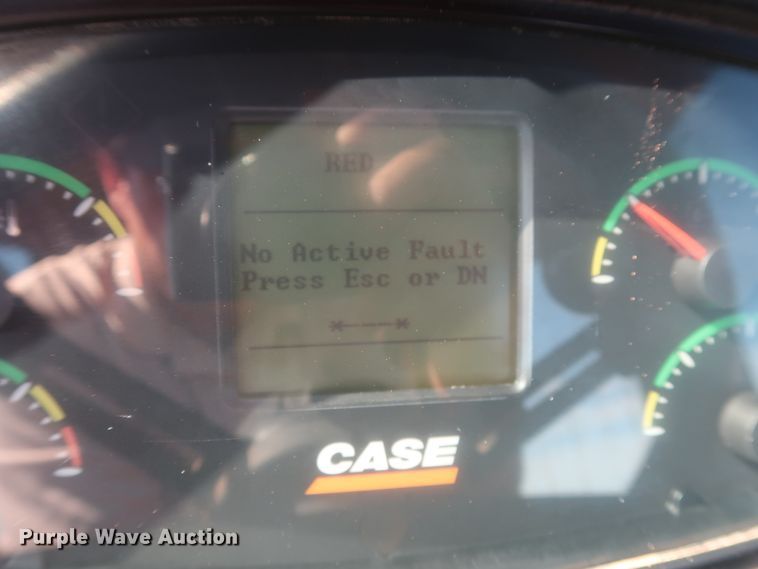 RED
No Active Fault
Press Esc or DN
CASE
Purple Wave Auction